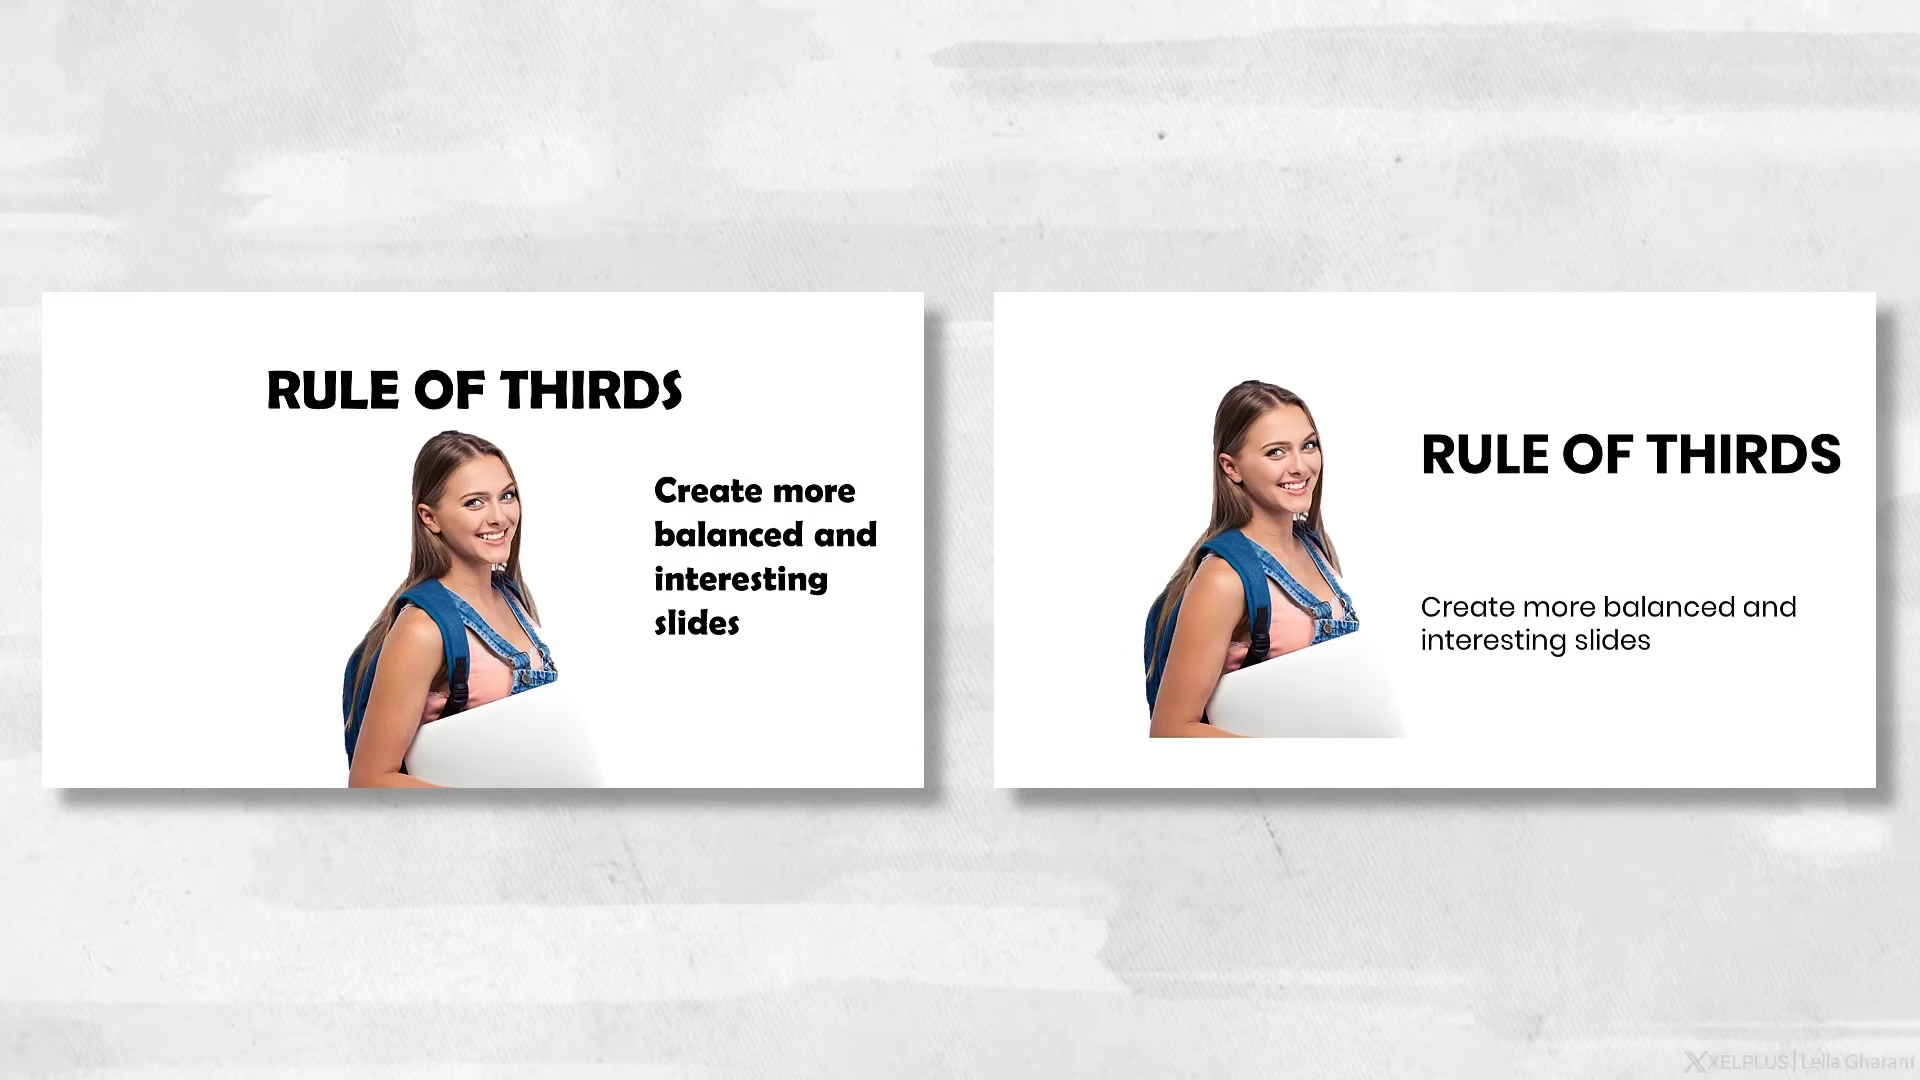 RULE OF THIRDS
Create more
balanced and
interesting
slides
RULE OF THIRDS
Create more balanced and
interesting slides
XELPLUS | Leila Gharani